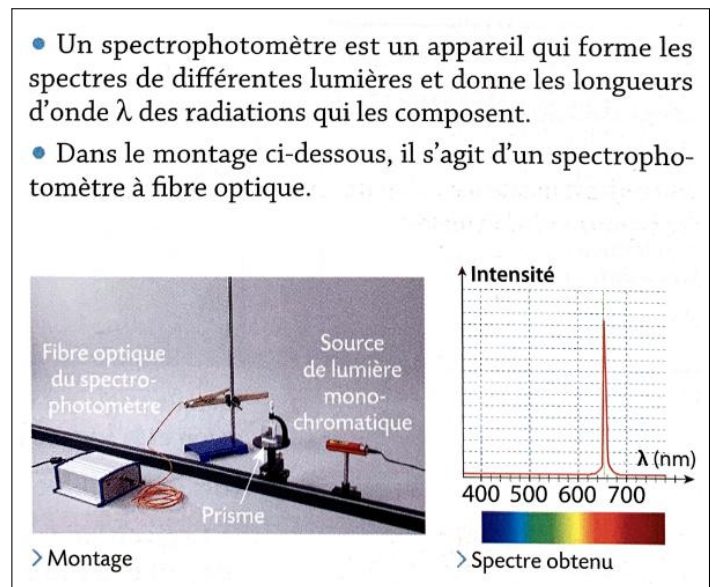 • Un spectrophotomètre est un appareil qui forme les
spectres de différentes lumières et donne les longueurs
d'onde λ des radiations qui les composent.
• Dans le montage ci-dessous, il s'agit d'un spectropho-
tomètre à fibre optique.
Fibre optique
du spectro-
photomètre
Source
de lumière
mono-
chromatique
Prisme
> Montage
Intensité
λ (nm)
400 500 600 700
> Spectre obtenu